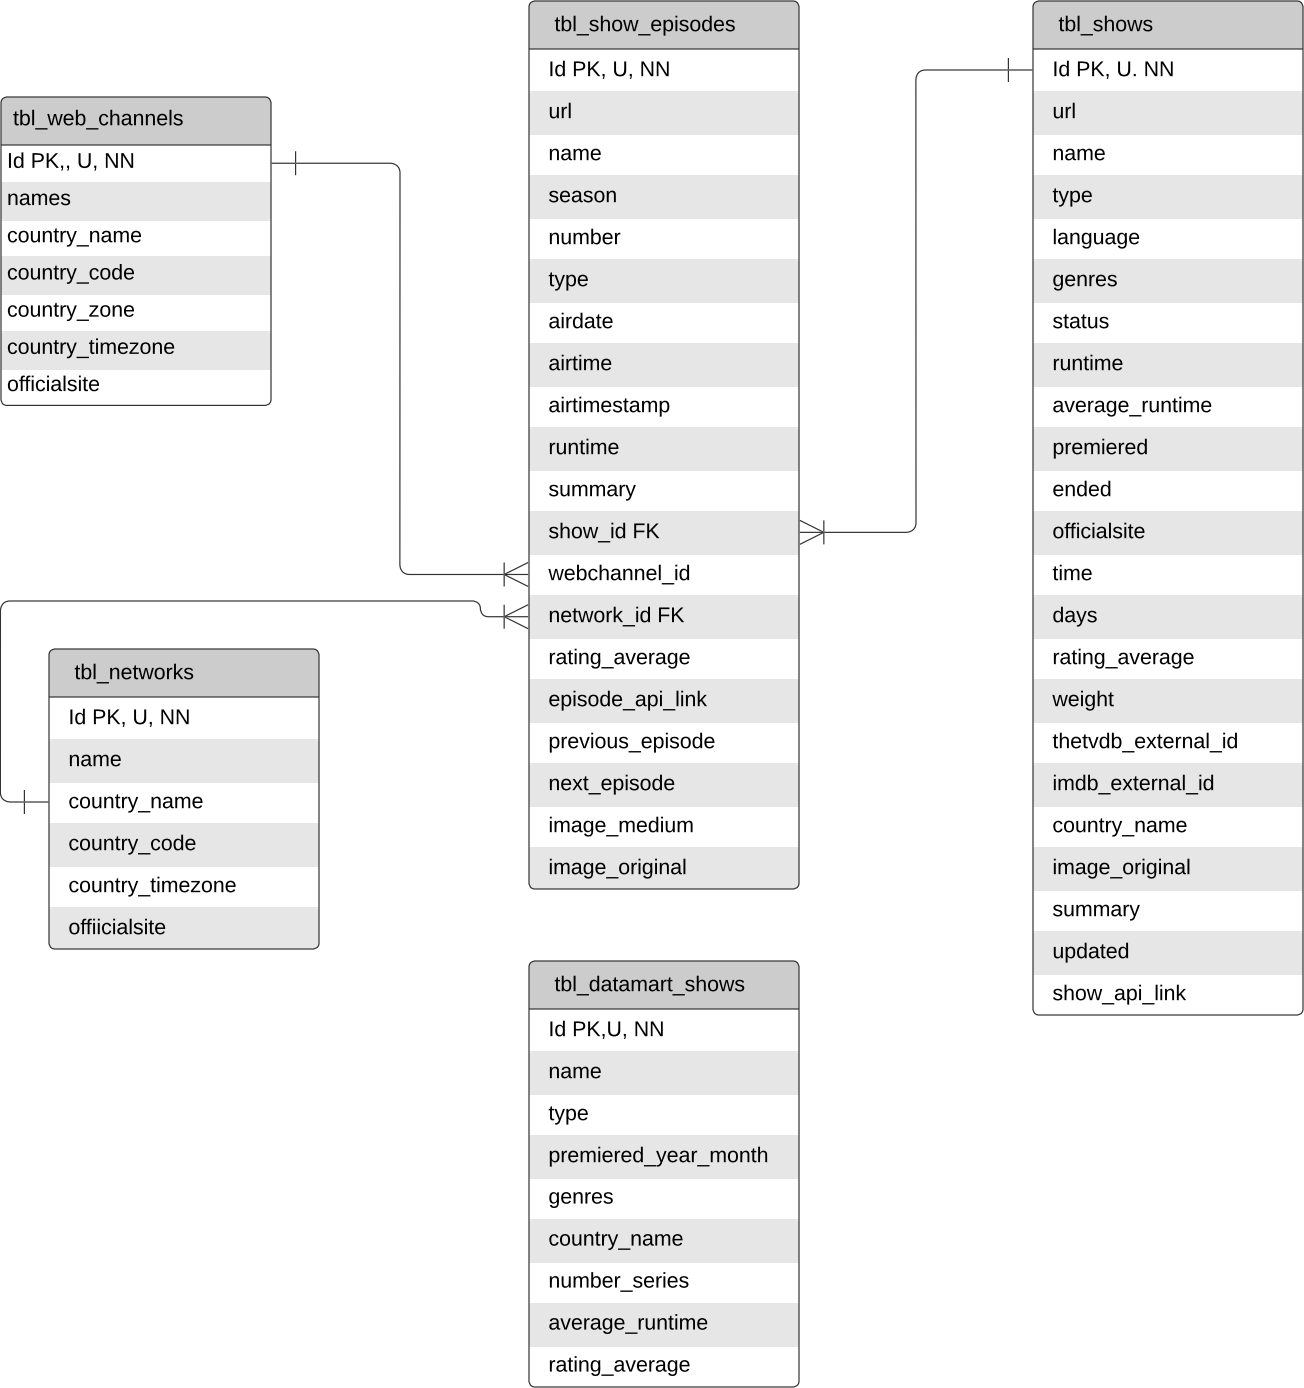 tbl_web_channels
Id PK,, U, NN
names
country_name
country_code
country_zone
country_timezone
officialsite
tbl_networks
Id PK, U, NN
name
country_name
country_code
country_timezone
offiicialsite
tbl_show_episodes
Id PK, U, NN
url
name
season
number
type
airdate
airtime
airtimestamp
runtime
summary
show_id FK
webchannel_id
network_id FK
rating_average
episode_api_link
previous_episode
next_episode
image_medium
image_original
tbl_datamart_shows
Id PK,U, NN
name
type
premiered_year_month
genres
country_name
number_series
average_runtime
rating_average
tbl_shows
Id PK, U. NN
url
name
type
language
genres
status
runtime
average_runtime
premiered
ended
officialsite
time
days
rating_average
weight
thetvdb_external_id
imdb_external_id
country_name
image_original
summary
updated
show_api_link